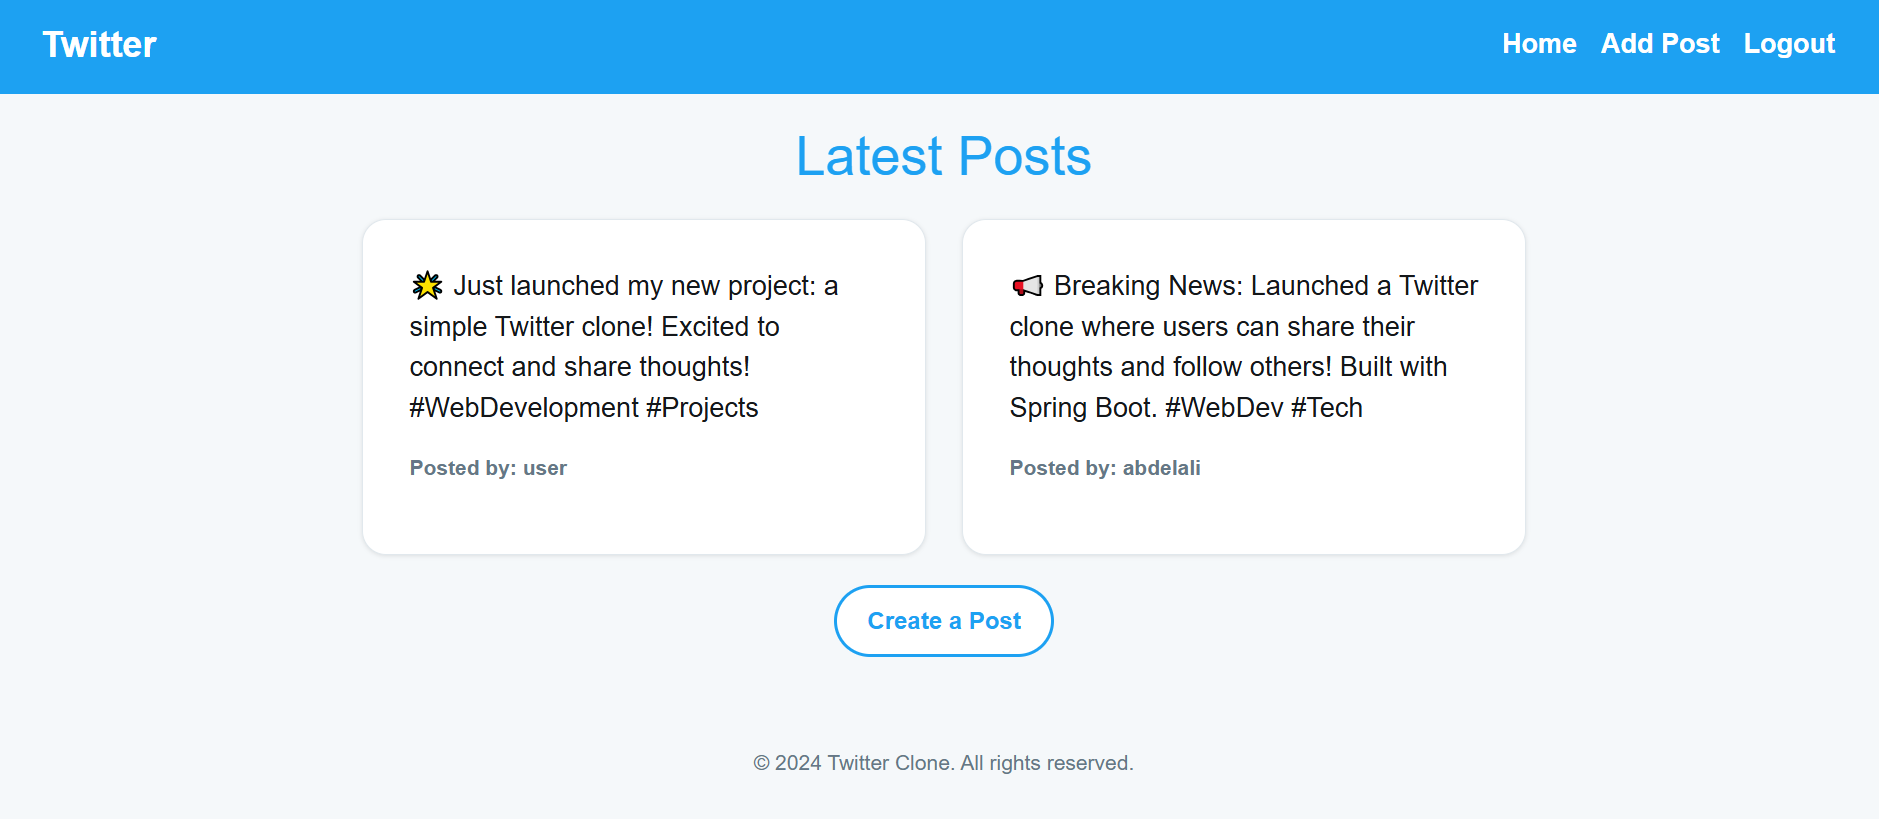 Twitter
Home Add Post Logout
Latest Posts
🌟 Just launched my new project: a
simple Twitter clone! Excited to
connect and share thoughts!
#WebDevelopment #Projects
Posted by: user
📢 Breaking News: Launched a Twitter
clone where users can share their
thoughts and follow others! Built with
Spring Boot. #WebDev #Tech
Posted by: abdelali
Create a Post
© 2024 Twitter Clone. All rights reserved.